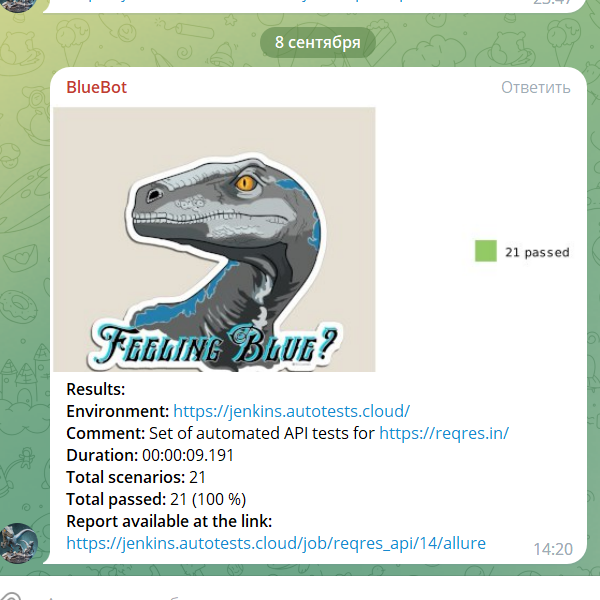 23:47
8 сентября
BlueBot
Ответить
21 passed
FEELING BLUE?
Results:
Environment: https://jenkins.autotests.cloud/
Comment: Set of automated API tests for https://reqres.in/
Duration: 00:00:09.191
Total scenarios: 21
Total passed: 21 (100 %)
Report available at the link:
https://jenkins.autotests.cloud/job/reqres_api/14/allure
14:20